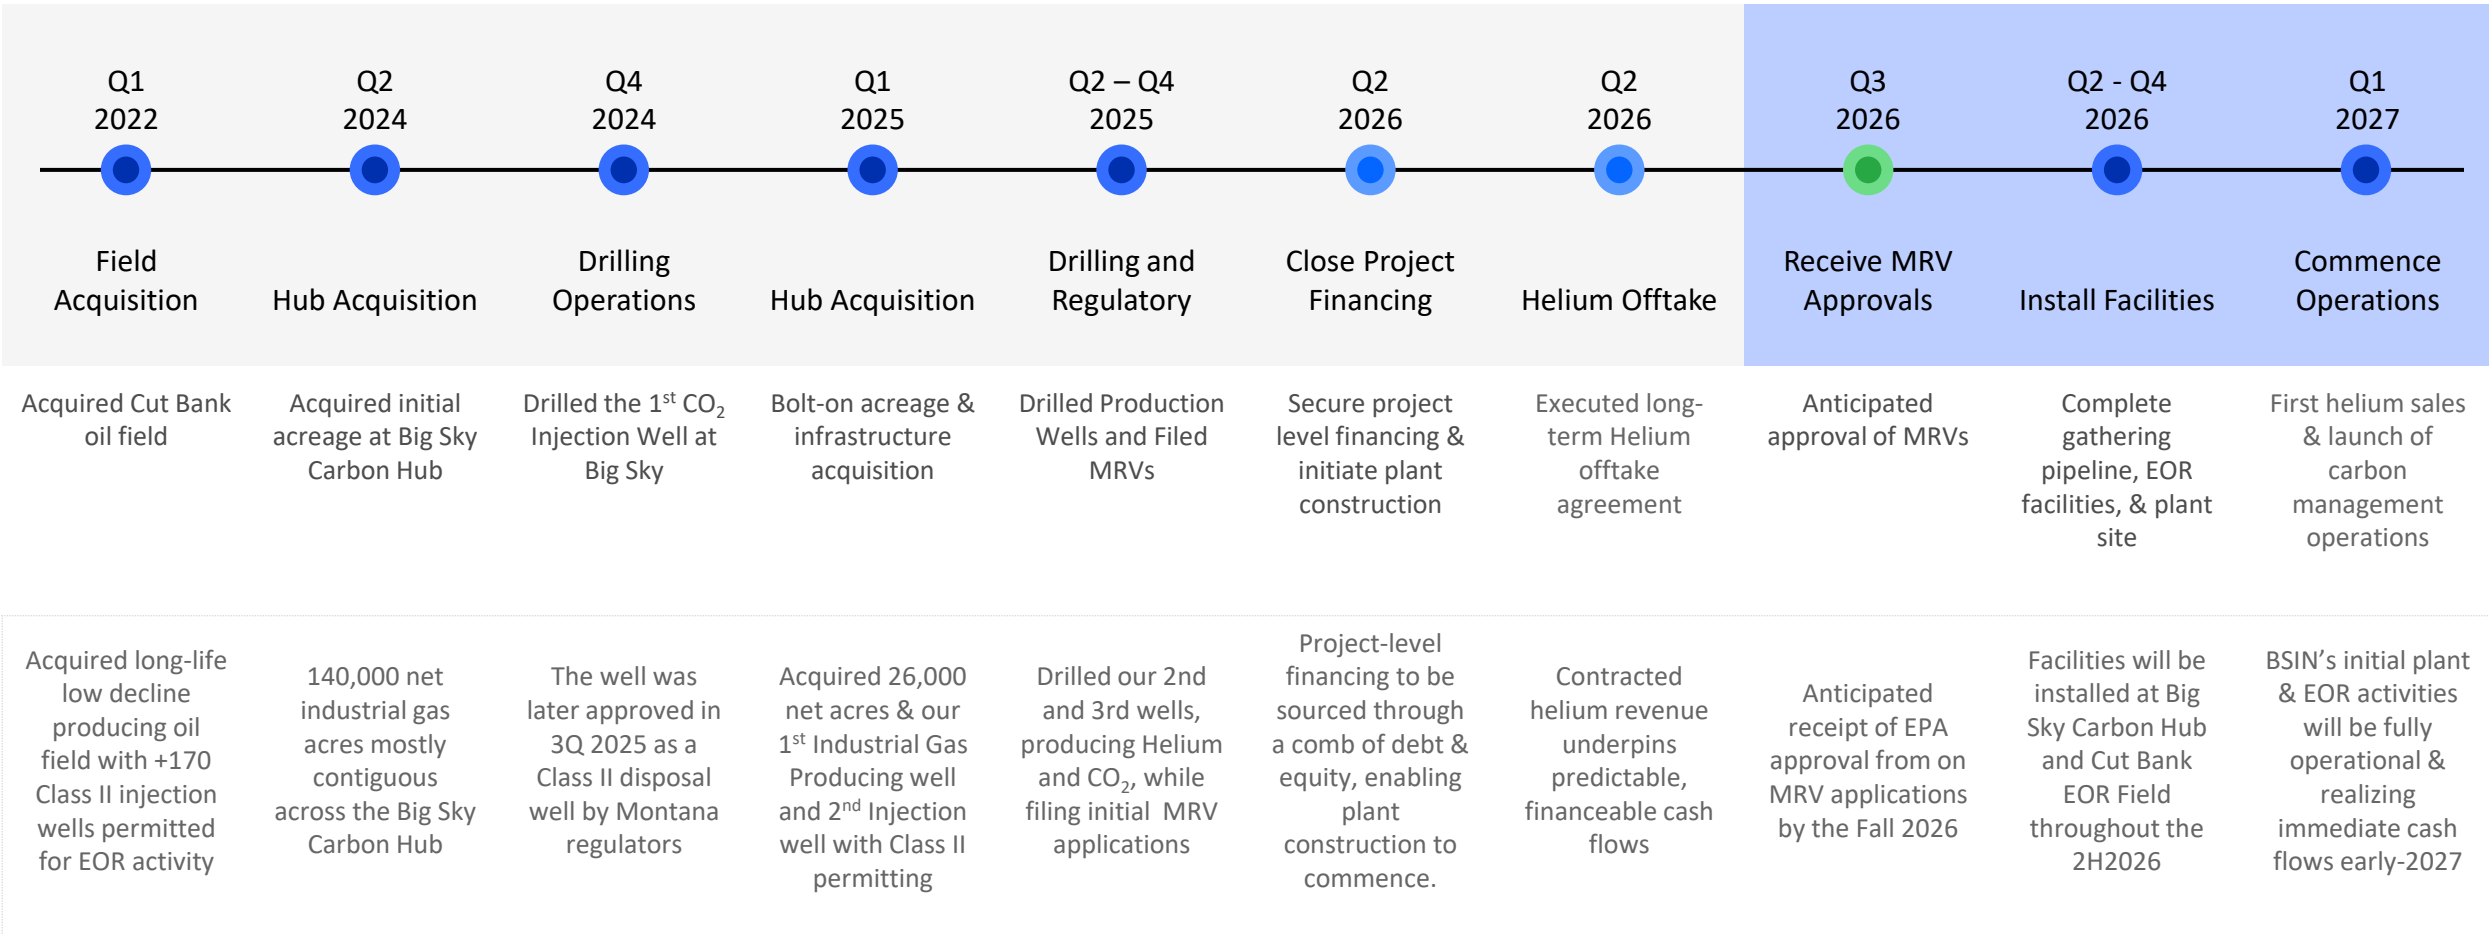 Q1
2022
Q2
2024
Q4
2024
Q1
2025
Q2 – Q4
2025
Q2
2026
Q2
2026
Q3
2026
Q2 - Q4
2026
Q1
2027
Field
Acquisition
Hub Acquisition
Drilling
Operations
Hub Acquisition
Drilling and
Regulatory
Close Project
Financing
Helium Offtake
Receive MRV
Approvals
Install Facilities
Commence
Operations
Acquired Cut Bank
oil field
Acquired initial
acreage at Big Sky
Carbon Hub
Drilled the 1st CO2
Injection Well at
Big Sky
Bolt-on acreage &
infrastructure
acquisition
Drilled Production
Wells and Filed
MRVs
Secure project
level financing &
initiate plant
construction
Executed long-
term Helium
offtake
agreement
Anticipated
approval of MRVs
Complete
gathering
pipeline, EOR
facilities, & plant
site
First helium sales
& launch of
carbon
management
operations
Acquired long-life
low decline
producing oil
field with +170
Class II injection
wells permitted
for EOR activity
140,000 net
industrial gas
acres mostly
contiguous
across the Big Sky
Carbon Hub
The well was
later approved in
3Q 2025 as a
Class II disposal
well by Montana
regulators
Acquired 26,000
net acres & our
1st Industrial Gas
Producing well
and 2nd Injection
well with Class II
permitting
Drilled our 2nd
and 3rd wells,
producing Helium
and CO2, while
filing initial MRV
applications
Project-level
financing to be
sourced through
a comb of debt &
equity, enabling
plant
construction to
commence.
Contracted
helium revenue
underpins
predictable,
financeable cash
flows
Anticipated
receipt of EPA
approval from on
MRV applications
by the Fall 2026
Facilities will be
installed at Big
Sky Carbon Hub
and Cut Bank
EOR Field
throughout the
2H2026
BSIN’s initial plant
& EOR activities
will be fully
operational &
realizing
immediate cash
flows early-2027